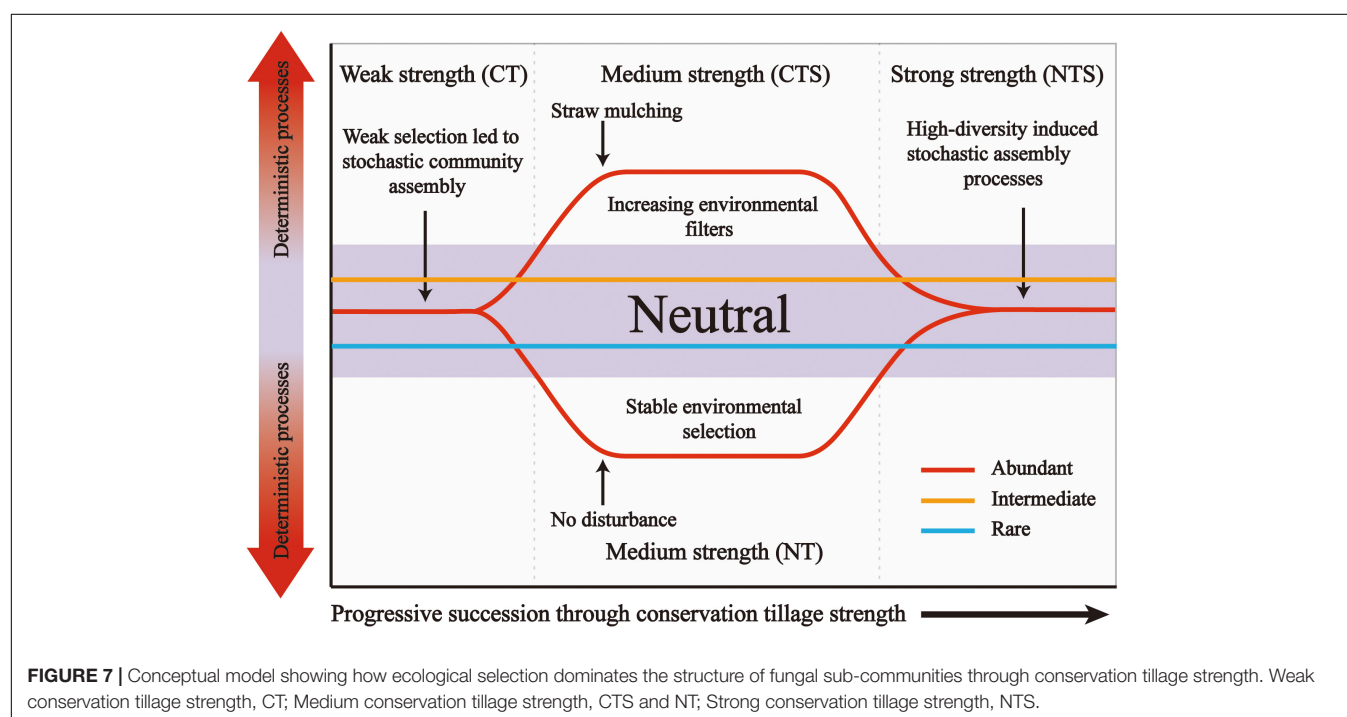 Deterministic processes
Deterministic processes
Weak strength (CT)
Medium strength (CTS)
Strong strength (NTS)
Straw mulching
Weak selection led to
stochastic community
assembly
High-diversity induced
stochastic assembly
processes
Increasing environmental
filters
Neutral
Stable environmental
selection
No disturbance
Medium strength (NT)
Abundant
Intermediate
Rare
Progressive succession through conservation tillage strength
FIGURE 7 | Conceptual model showing how ecological selection dominates the structure of fungal sub-communities through conservation tillage strength. Weak
conservation tillage strength, CT; Medium conservation tillage strength, CTS and NT; Strong conservation tillage strength, NTS.